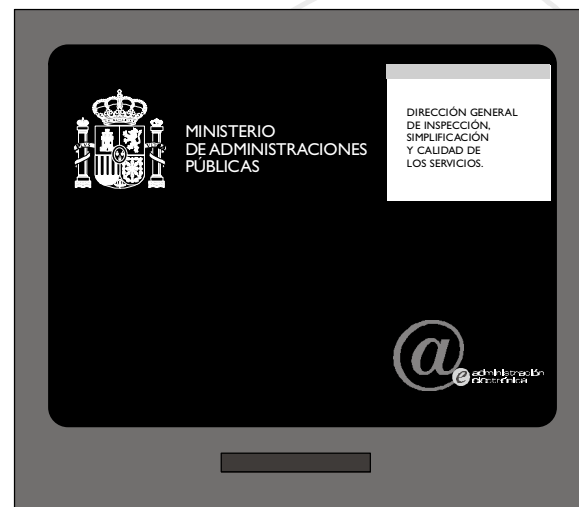 MINISTERIO
DE ADMINISTRACIONES
PÚBLICAS
DIRECCIÓN GENERAL
DE INSPECCIÓN,
SIMPLIFICACIÓN
Y CALIDAD DE
LOS SERVICIOS.
@
e administración
electrónica